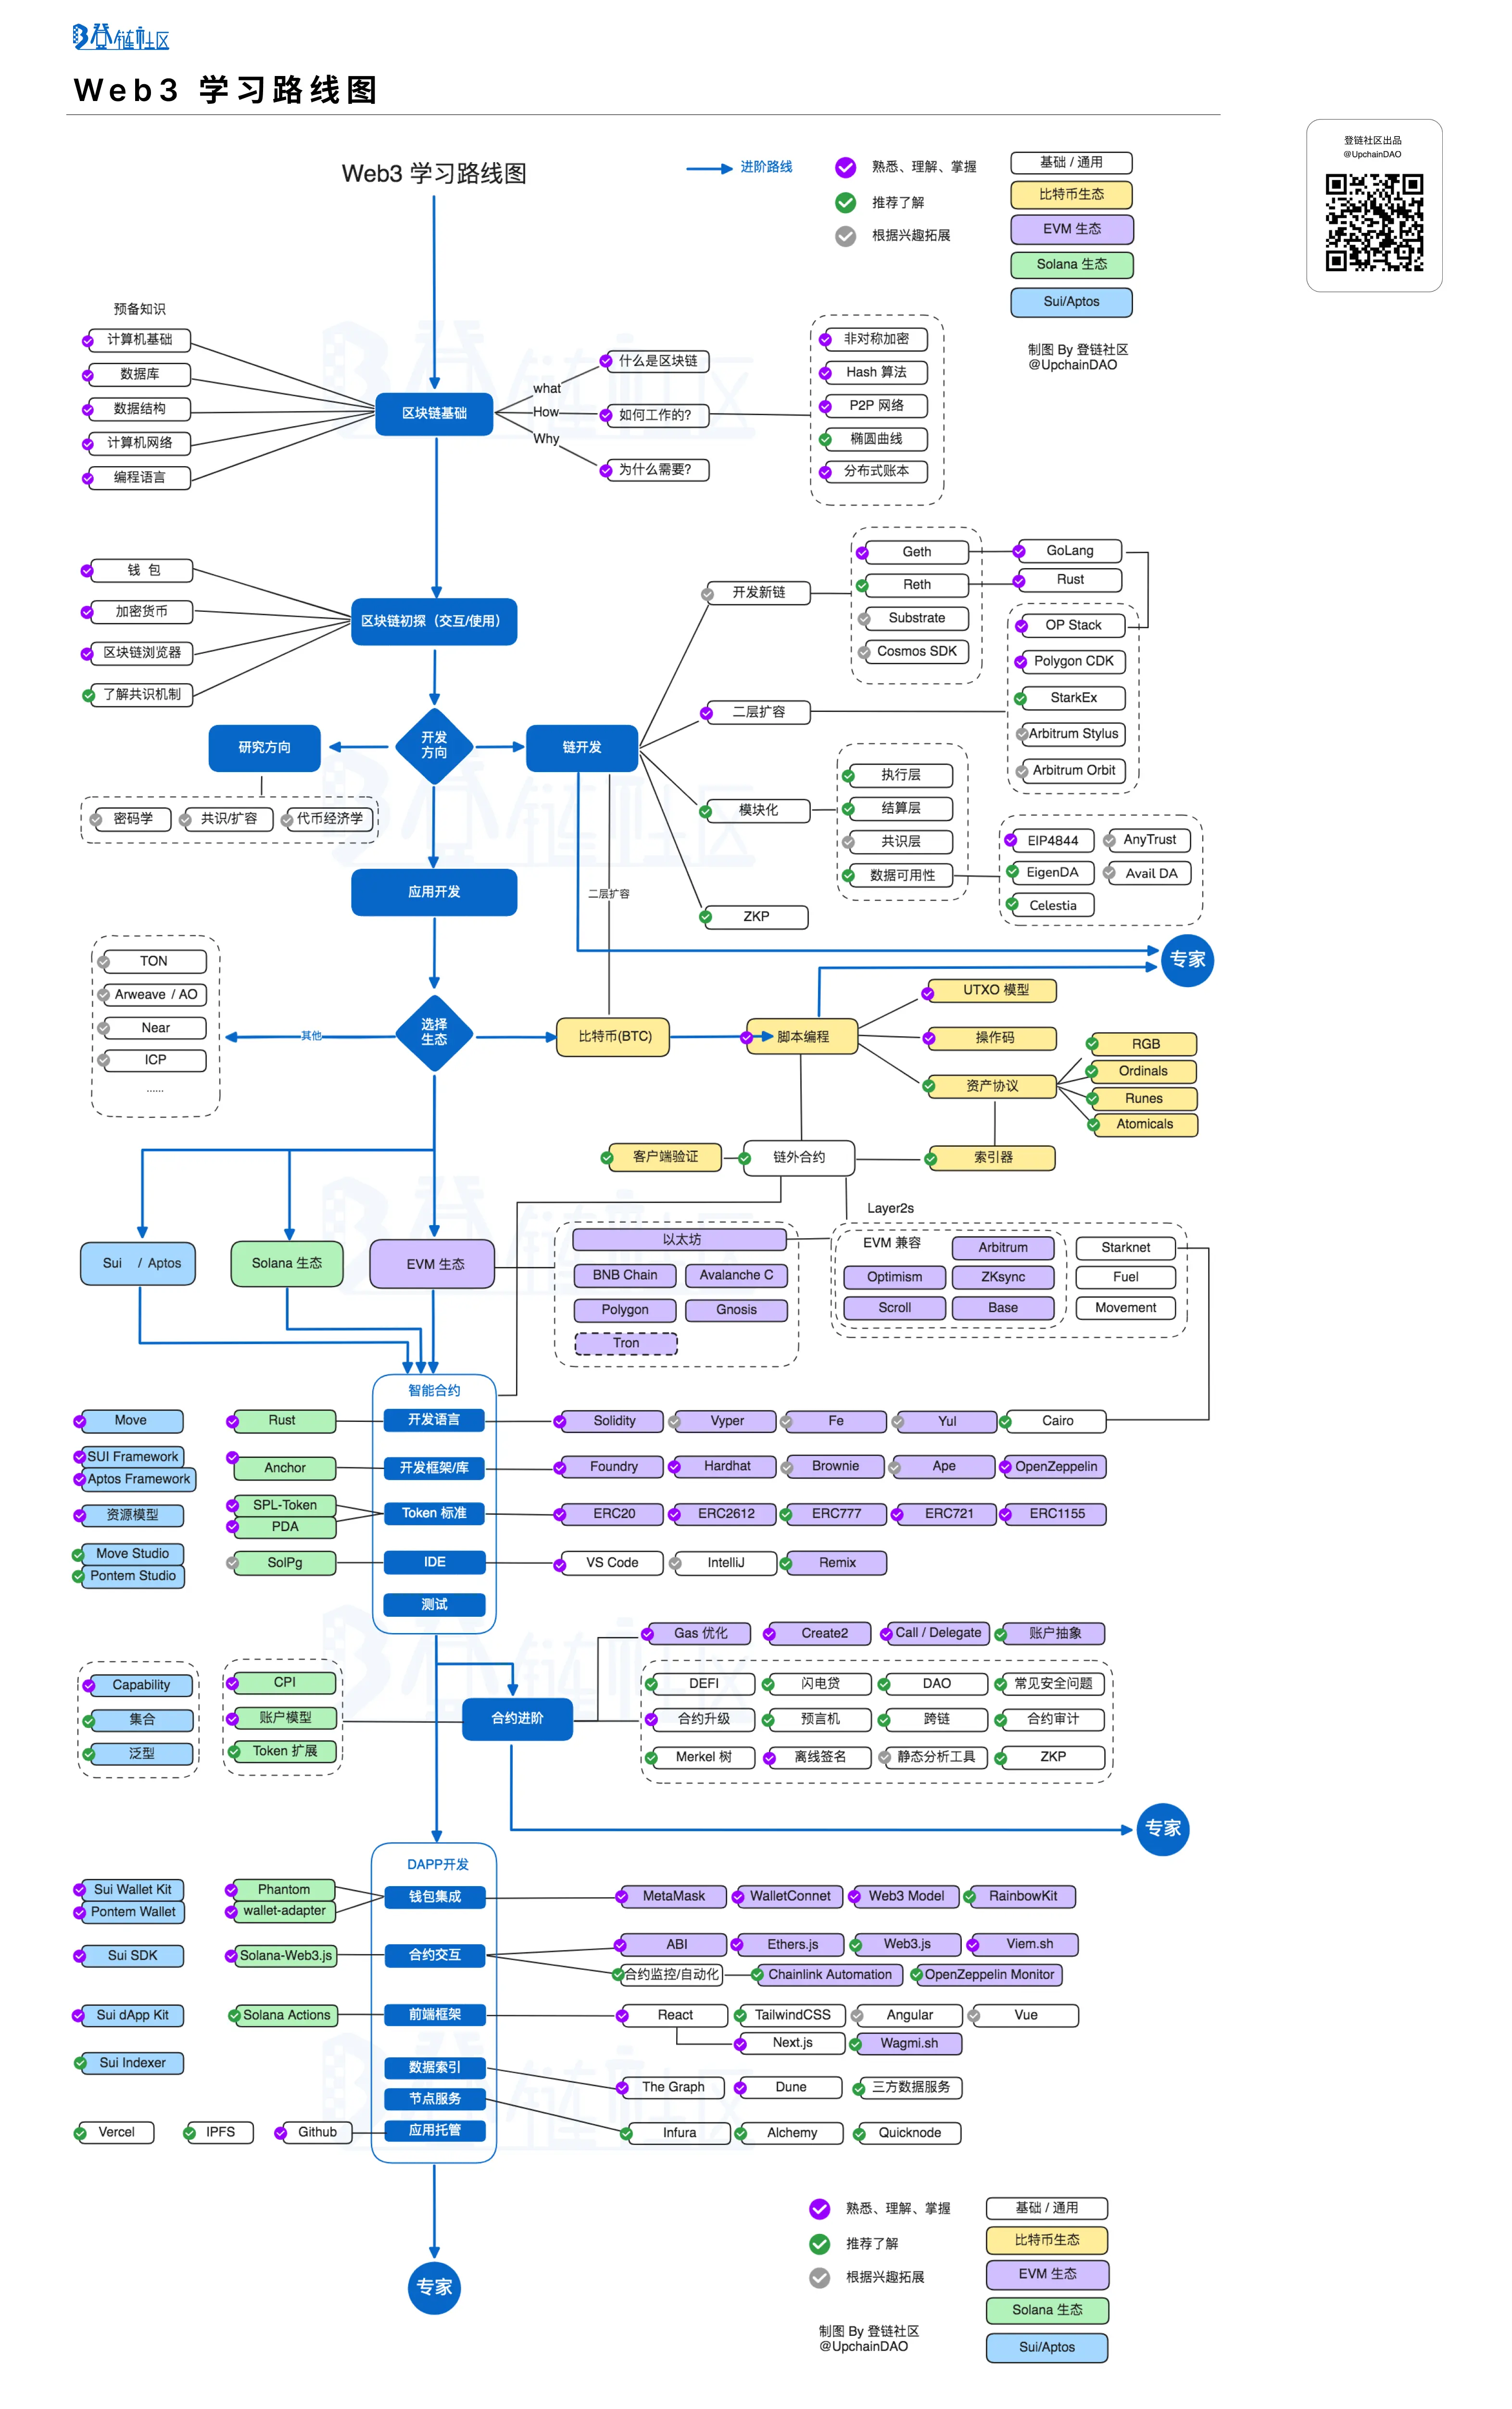 登链社区
Web3 学习路线图
登链社区出品
@UpchainDAO
Web3 学习路线图
进阶路线
熟悉、理解、掌握
推荐了解
根据兴趣拓展
基础 / 通用
比特币生态
EVM 生态
Solana 生态
Sui/Aptos
制图 By 登链社区
@UpchainDAO
预备知识
计算机基础
数据库
数据结构
计算机网络
编程语言
区块链基础
what
How
Why
什么是区块链
如何工作的?
为什么需要?
非对称加密
Hash 算法
P2P 网络
椭圆曲线
分布式账本
钱 包
加密货币
区块链浏览器
了解共识机制
区块链初探（交互/使用）
开发
方向
研究方向
密码学
共识/扩容
代币经济学
链开发
开发新链
二层扩容
模块化
ZKP
Geth
Reth
Substrate
Cosmos SDK
GoLang
Rust
OP Stack
Polygon CDK
StarkEx
Arbitrum Stylus
Arbitrum Orbit
执行层
结算层
共识层
数据可用性
EIP4844
AnyTrust
EigenDA
Avail DA
Celestia
二层扩容
专家
应用开发
TON
Arweave / AO
Near
ICP
......
其他
选择
生态
比特币(BTC)
脚本编程
UTXO 模型
操作码
资产协议
RGB
Ordinals
Runes
Atomicals
客户端验证
链外合约
索引器
Sui / Aptos
Solana 生态
EVM 生态
以太坊
BNB Chain
Avalanche C
Polygon
Gnosis
Tron
Layer2s
EVM 兼容
Arbitrum
Optimism
ZKsync
Scroll
Base
Starknet
Fuel
Movement
智能合约
Move
Rust
开发语言
Solidity
Vyper
Fe
Yul
Cairo
SUI Framework
Aptos Framework
Anchor
开发框架/库
Foundry
Hardhat
Brownie
Ape
OpenZeppelin
资源模型
SPL-Token
PDA
Token 标准
ERC20
ERC2612
ERC777
ERC721
ERC1155
Move Studio
Pontem Studio
SolPg
IDE
VS Code
IntelliJ
Remix
测试
Gas 优化
Create2
Call / Delegate
账户抽象
Capability
集合
泛型
CPI
账户模型
Token 扩展
合约进阶
DEFI
闪电贷
DAO
常见安全问题
合约升级
预言机
跨链
合约审计
Merkel 树
离线签名
静态分析工具
ZKP
专家
DAPP开发
Sui Wallet Kit
Pontem Wallet
Phantom
wallet-adapter
钱包集成
MetaMask
WalletConnet
Web3 Model
RainbowKit
Sui SDK
Solana-Web3.js
合约交互
ABI
Ethers.js
Web3.js
Viem.sh
合约监控/自动化
Chainlink Automation
OpenZeppelin Monitor
Sui dApp Kit
Solana Actions
前端框架
React
TailwindCSS
Angular
Vue
Next.js
Wagmi.sh
Sui Indexer
数据索引
The Graph
Dune
三方数据服务
节点服务
Infura
Alchemy
Quicknode
Vercel
IPFS
Github
应用托管
专家
熟悉、理解、掌握
推荐了解
根据兴趣拓展
基础 / 通用
比特币生态
EVM 生态
Solana 生态
Sui/Aptos
制图 By 登链社区
@UpchainDAO